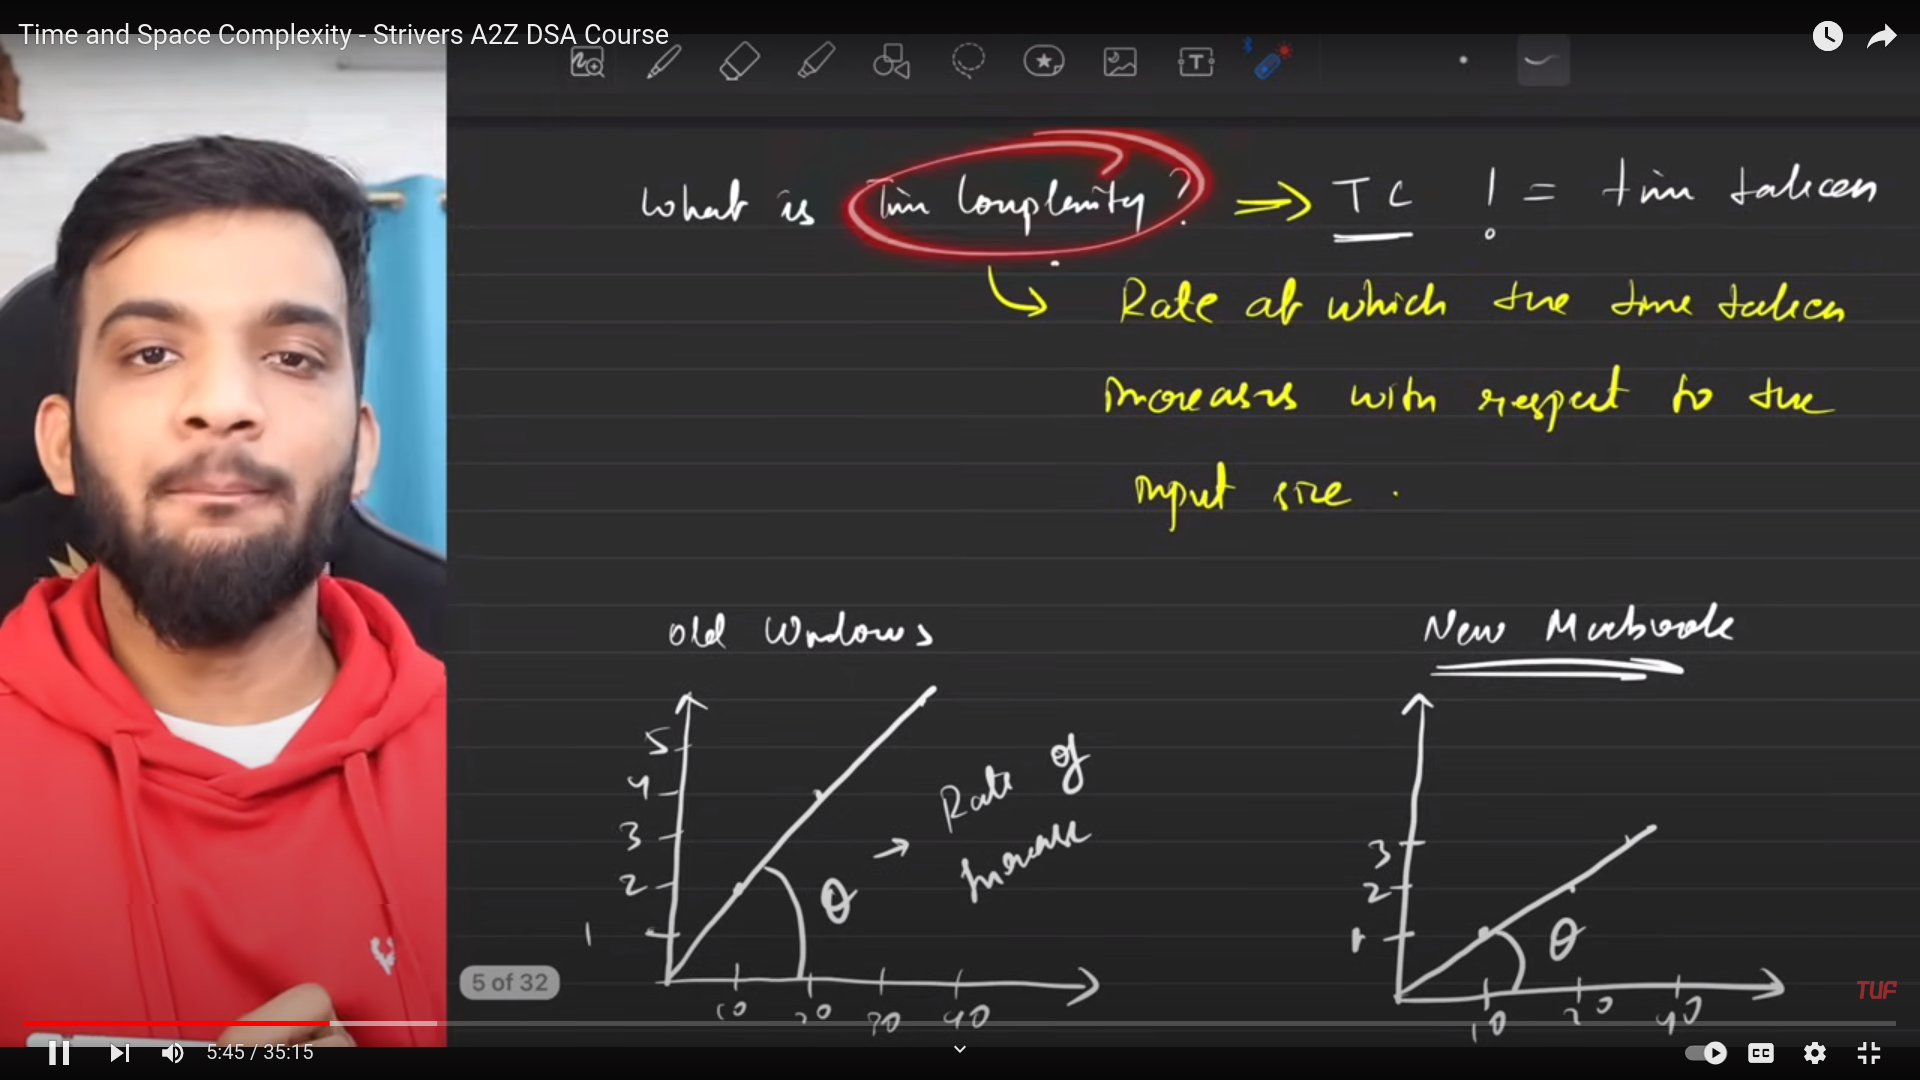 Time and Space Complexity - Strivers A2Z DSA Course
What is Time Complexity? ⇒ TC != time taken
Rate at which the time taken
increases with respect to the
input size.
Old Windows
New Macbook
5
4
3
2
1
θ → Rate of
Increase
10 20 30 40
3
2
1
θ
10 20 40
5 of 32
TUF
5:45 / 35:15
CC